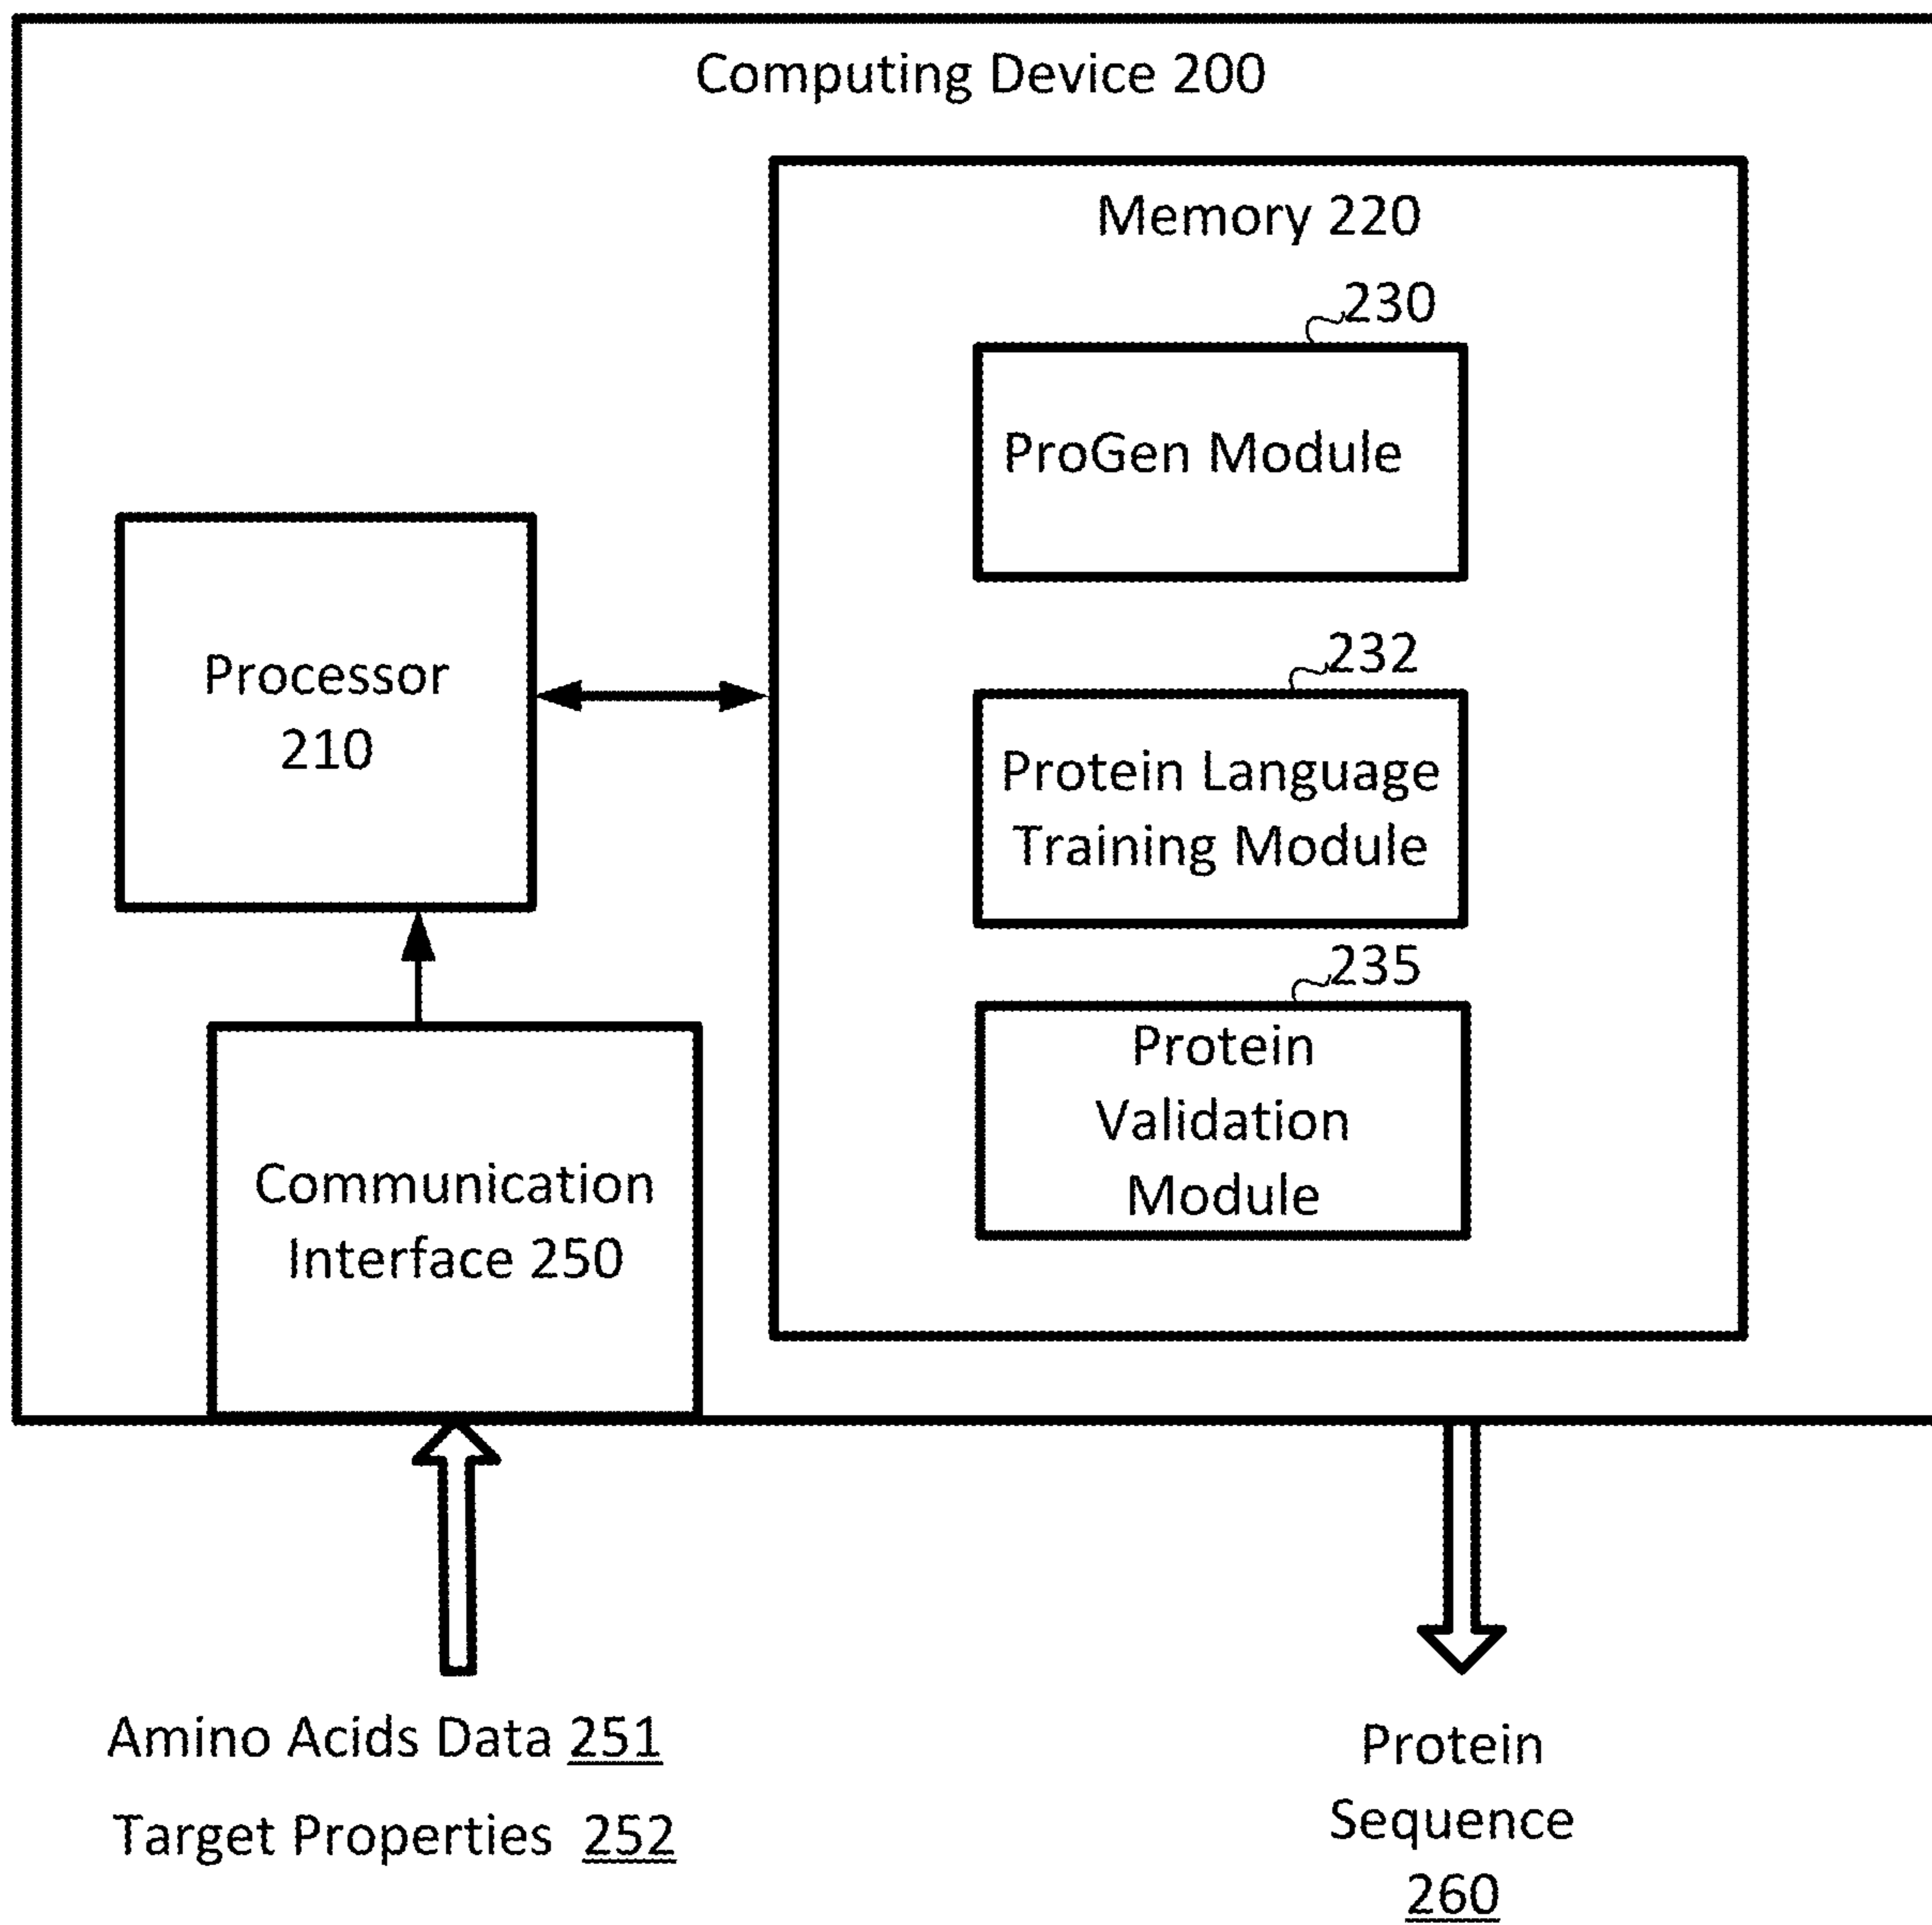 Computing Device 200
Memory 220
230
ProGen Module
Processor
210
232
Protein Language
Training Module
235
Protein
Validation
Module
Communication
Interface 250
Amino Acids Data 251
Target Properties 252
Protein
Sequence
260